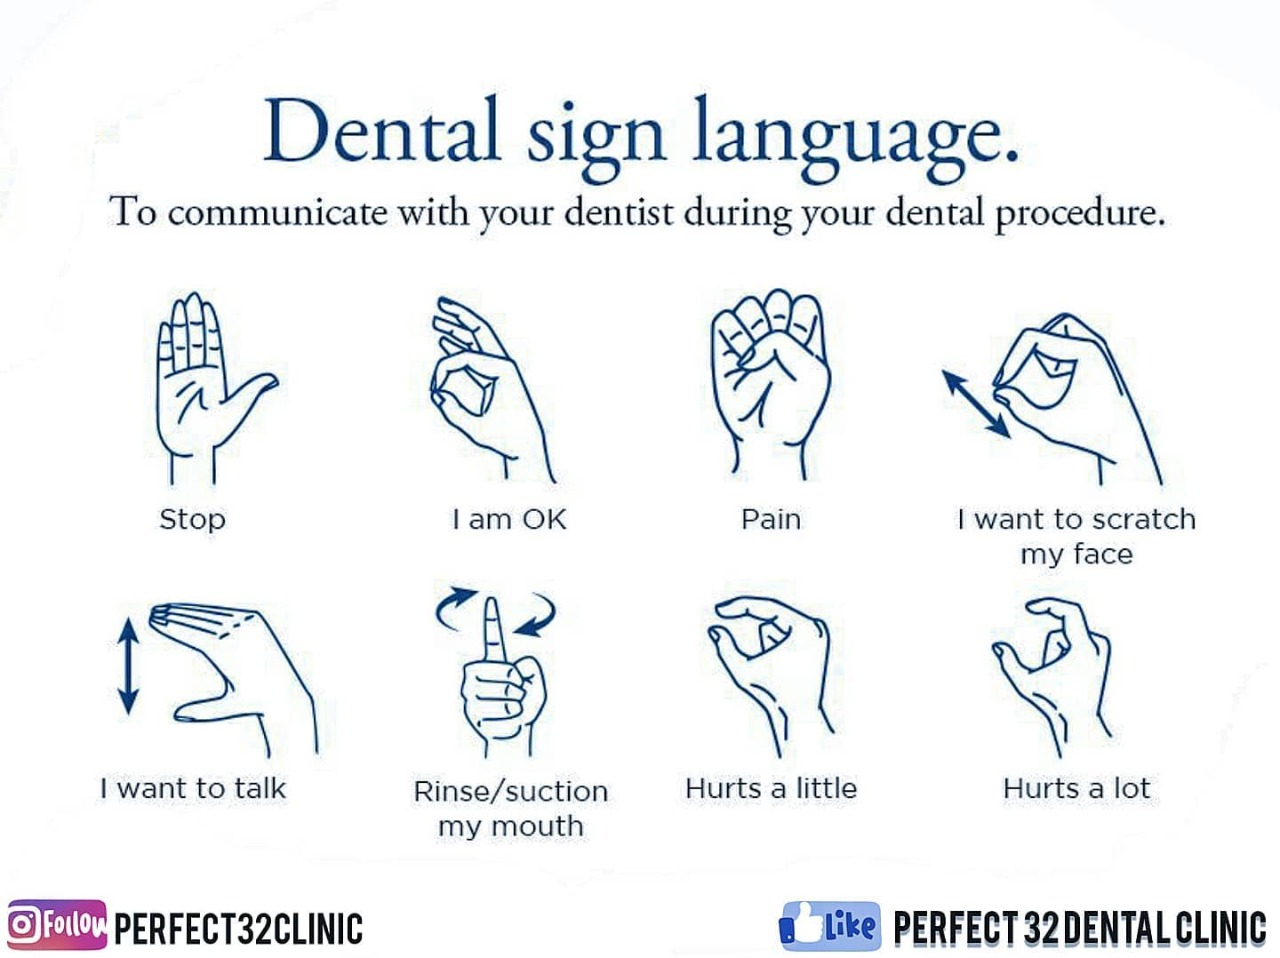 Dental sign language.
To communicate with your dentist during your dental procedure.
Stop
I am OK
Pain
I want to scratch
my face
I want to talk
Rinse/suction
my mouth
Hurts a little
Hurts a lot
Follow PERFECT32CLINIC
Like PERFECT 32 DENTAL CLINIC